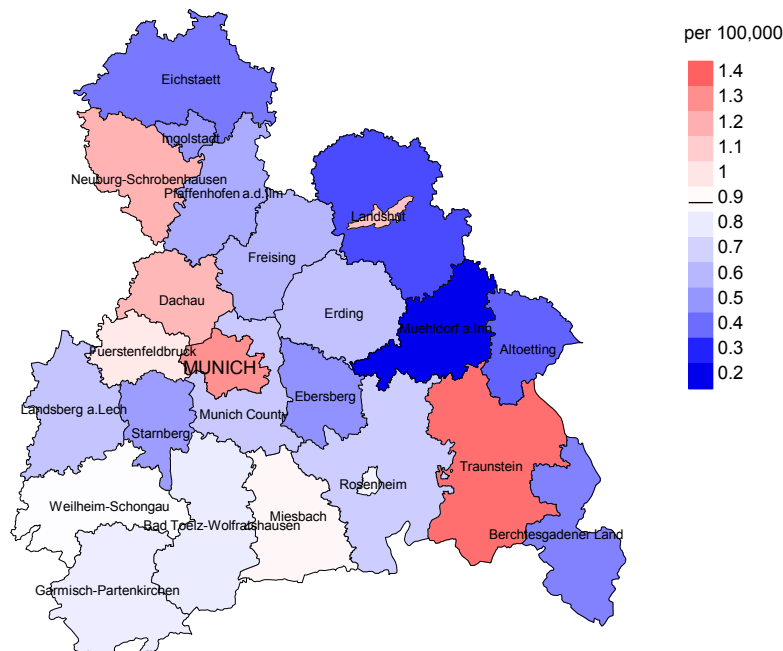 per 100,000
1.4
1.3
1.2
1.1
1
0.9
0.8
0.7
0.6
0.5
0.4
0.3
0.2
Eichstaett
Ingolstadt
Neuburg-Schrobenhausen
Pfaffenhofen a.d.Ilm
Landshut
Freising
Dachau
Erding
Muehldorf a.Inn
Altoetting
Fuerstenfeldbruck
MUNICH
Ebersberg
Landsberg a.Lech
Munich County
Starnberg
Traunstein
Rosenheim
Weilheim-Schongau
Miesbach
Bad Toelz-Wolfratshausen
Berchtesgadener Land
Garmisch-Partenkirchen